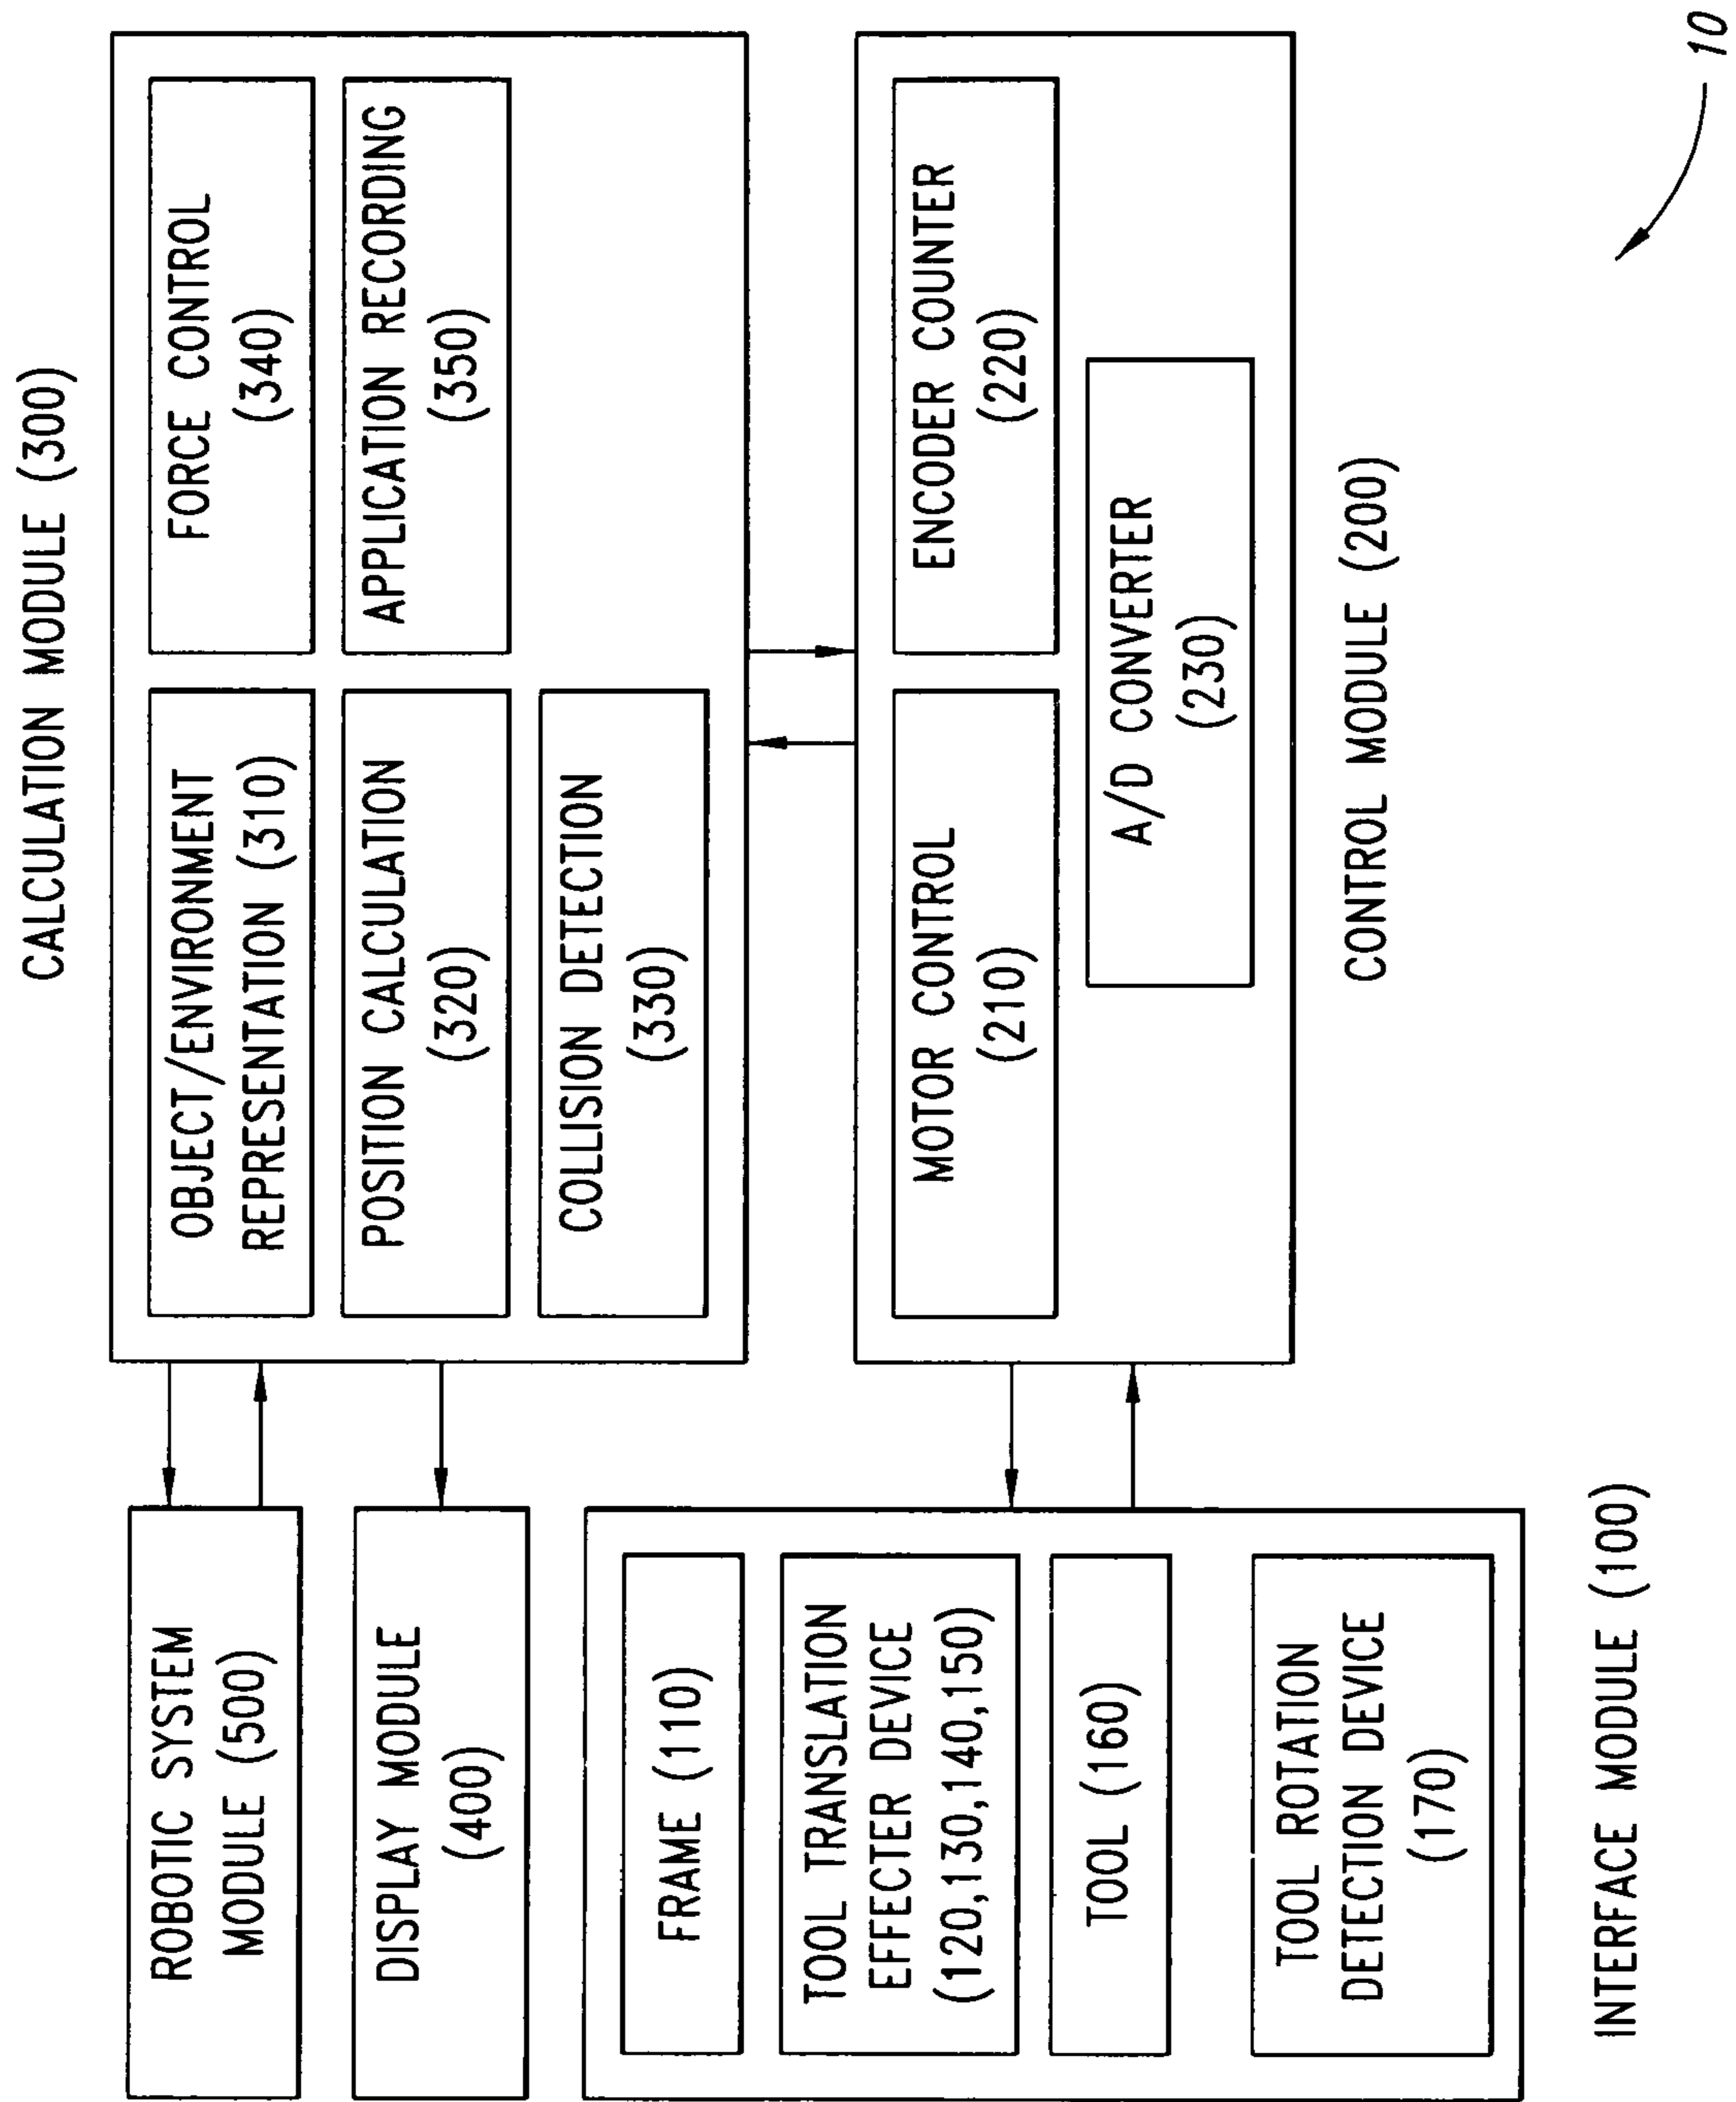 CALCULATION MODULE (300)
ROBOTIC SYSTEM
MODULE (500)
DISPLAY MODULE
(400)
OBJECT/ENVIRONMENT
REPRESENTATION (310)
POSITION CALCULATION
(320)
COLLISION DETECTION
(330)
FORCE CONTROL
(340)
APPLICATION RECORDING
(350)
FRAME (110)
TOOL TRANSLATION
EFFECTER DEVICE
(120,130,140,150)
TOOL (160)
TOOL ROTATION
DETECTION DEVICE
(170)
INTERFACE MODULE (100)
MOTOR CONTROL
(210)
ENCODER COUNTER
(220)
A/D CONVERTER
(230)
CONTROL MODULE (200)
10